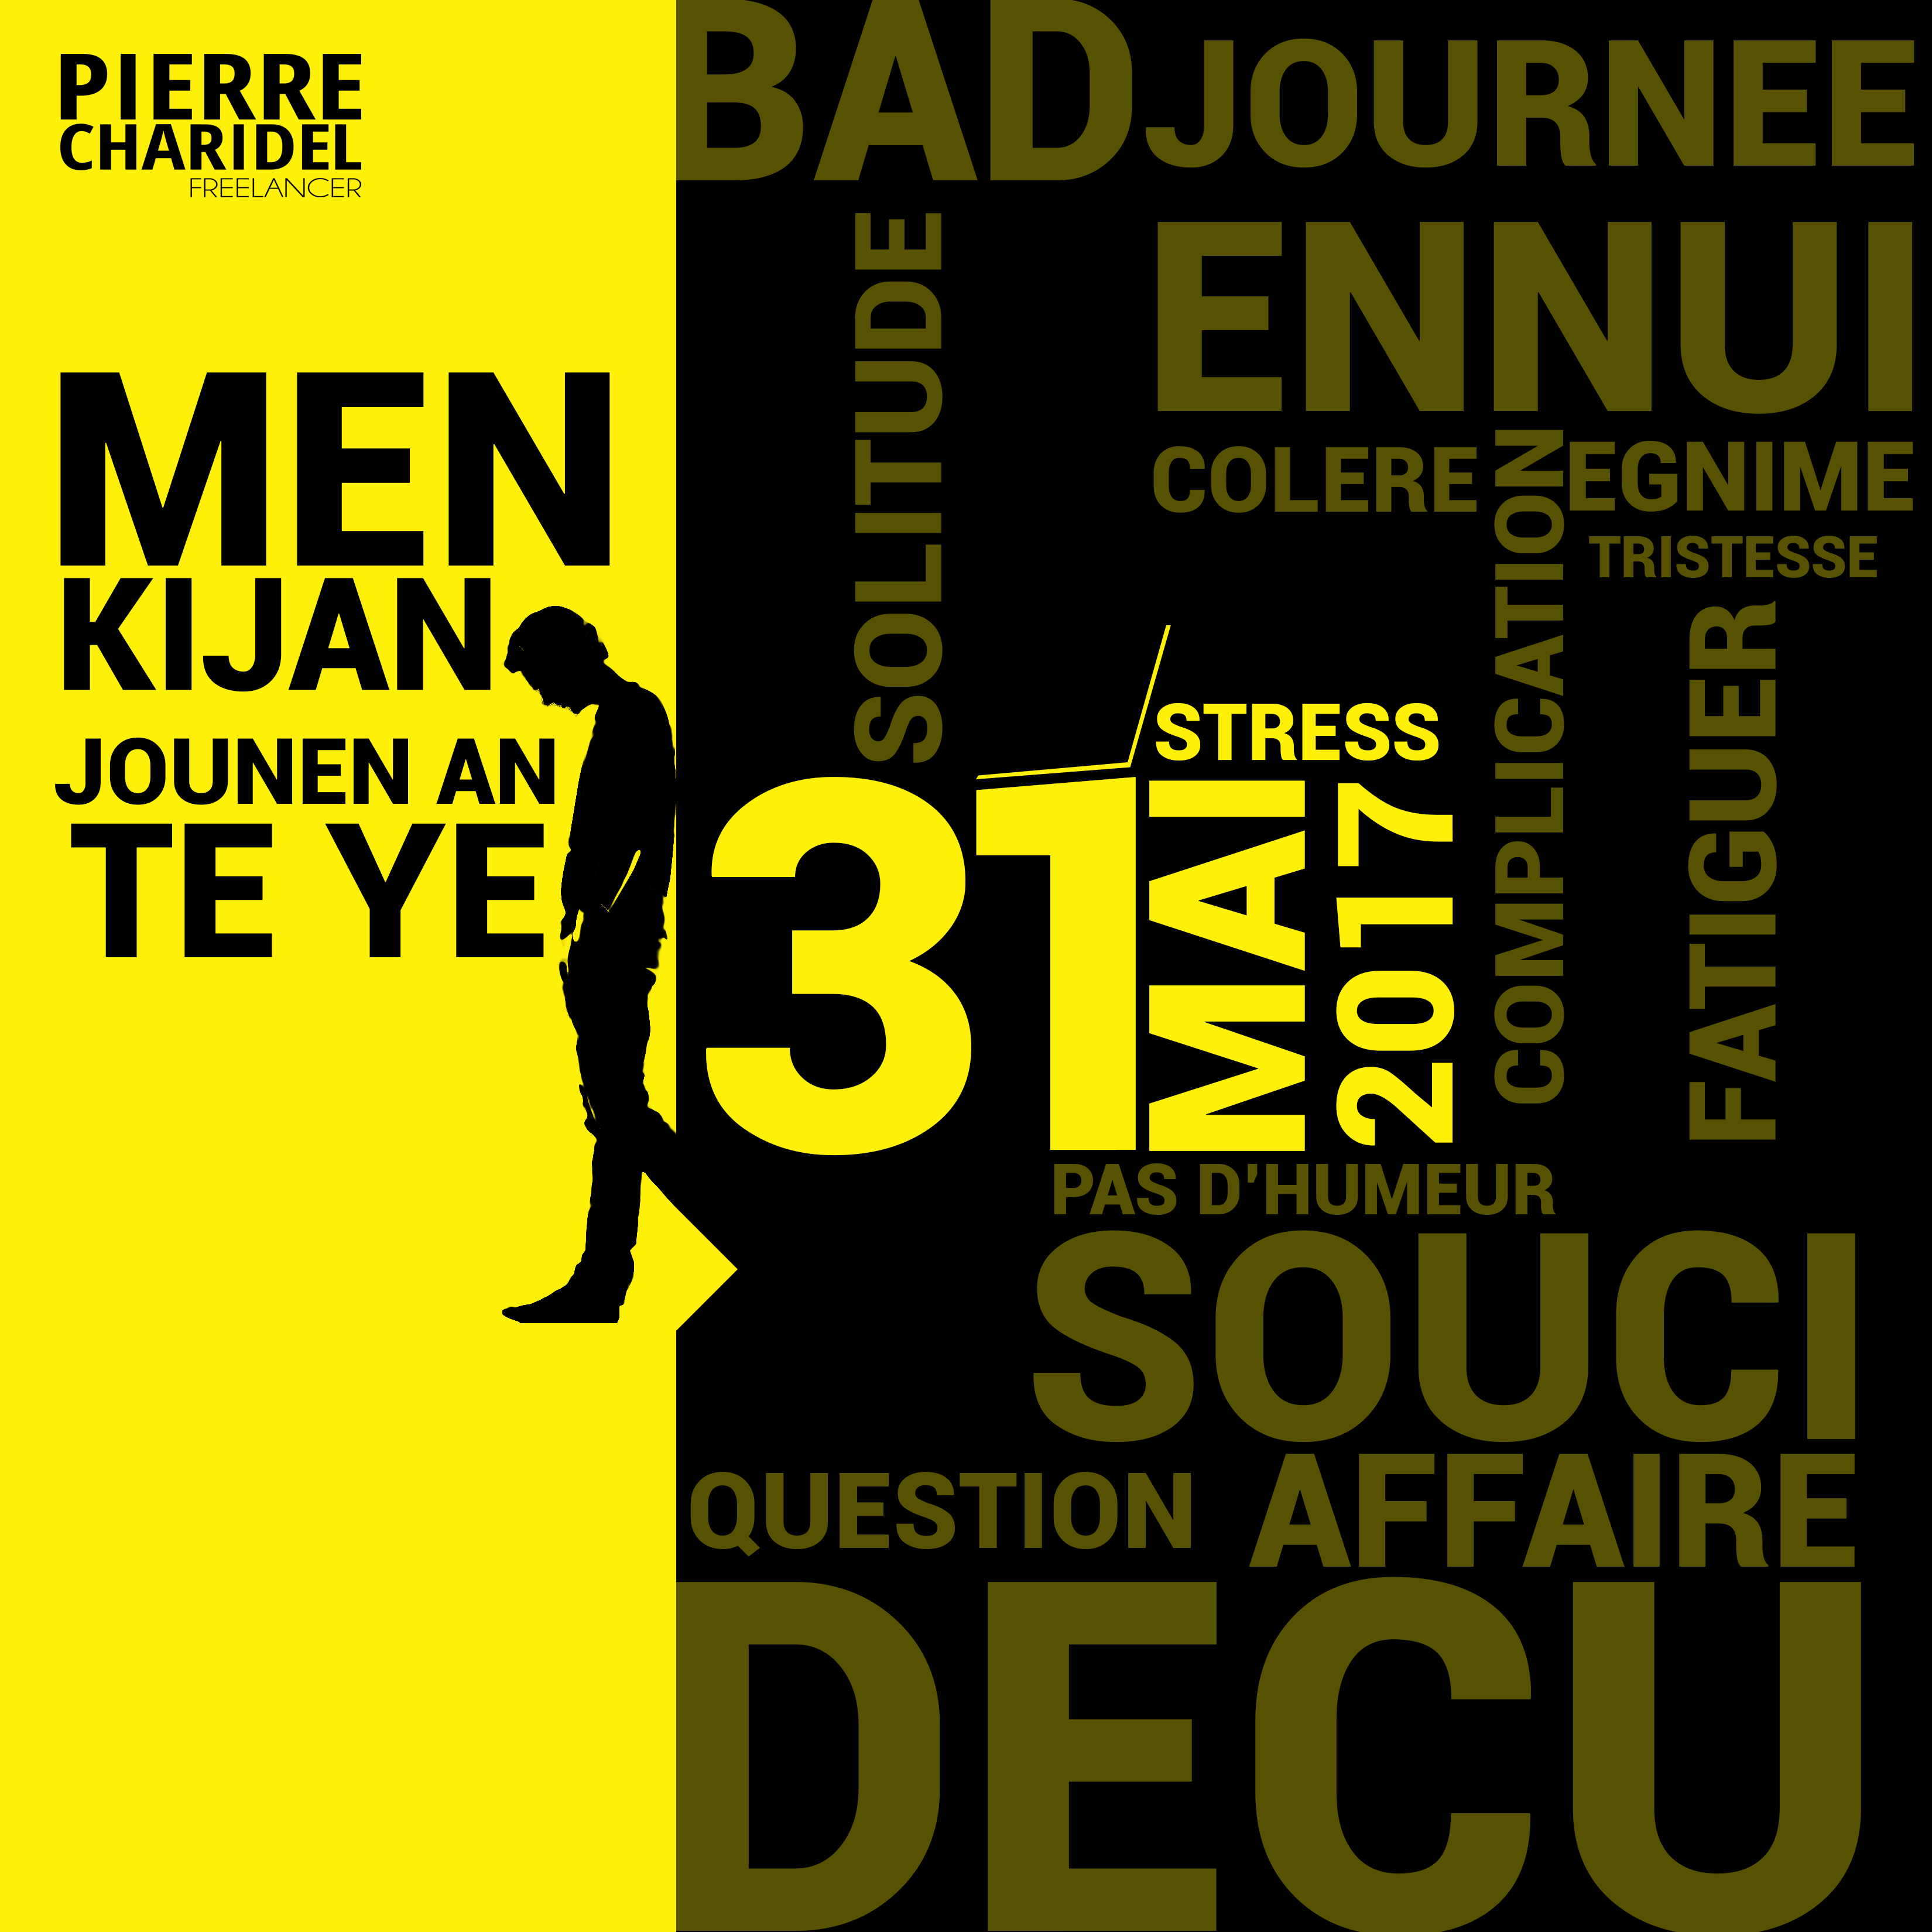 PIERRE
CHARIDEL
FREELANCER
MEN
KIJAN
JOUNEN AN
TE YE
BAD JOURNEE
ENNUI
SOLITUDE
COLERE
COMPLICATION
EGNIME
TRISTESSE
FATIGUER
STRESS
31
MAI
2017
PAS D'HUMEUR
SOUCI
QUESTION
AFFAIRE
DECU